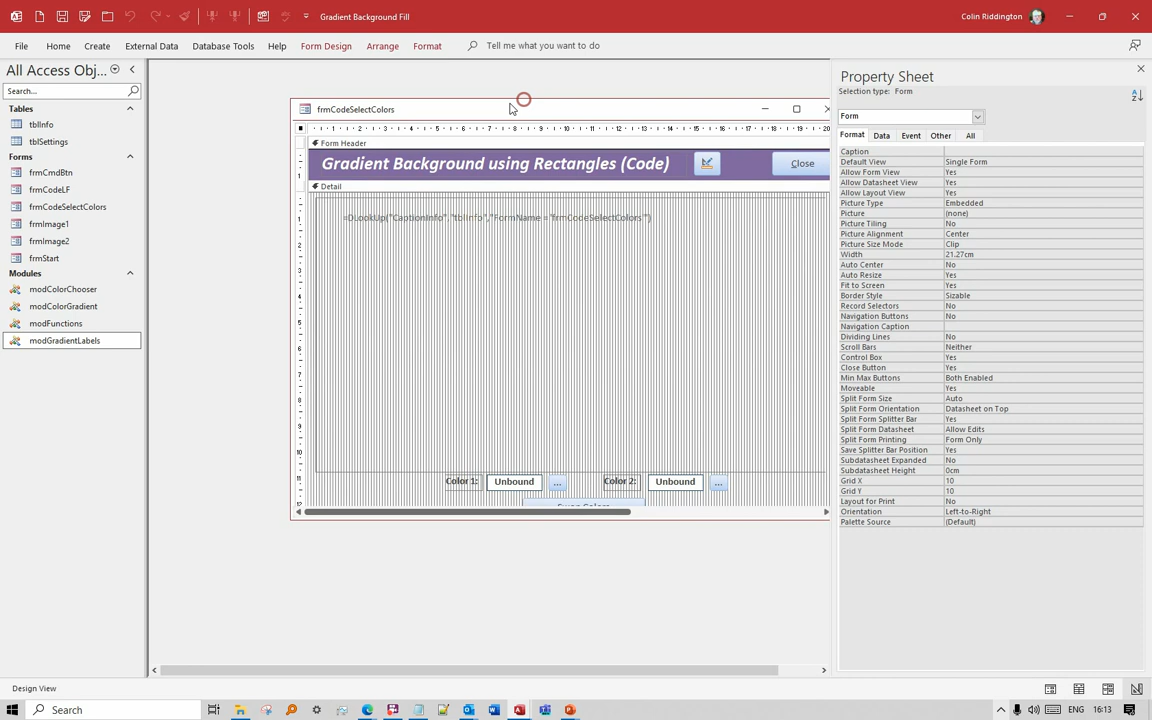 Gradient Background Fill
Colin Riddington
File Home Create External Data Database Tools Help Form Design Arrange Format Tell me what you want to do
All Access Obj...
Search...
Tables
tblInfo
tblSettings
Forms
frmCmdBtn
frmCodeLF
frmCodeSelectColors
frmImage1
frmImage2
frmStart
Modules
modColorChooser
modColorGradient
modFunctions
modGradientLabels
frmCodeSelectColors
Form Header
Gradient Background using Rectangles (Code)
Close
Detail
=DLookUp("CaptionInfo","tblInfo","FormName ='frmCodeSelectColors'")
Color 1: Unbound ... Color 2: Unbound ...
Property Sheet
Selection type: Form
Form
Format Data Event Other All
Caption
Default View Single Form
Allow Form View Yes
Allow Datasheet View Yes
Allow Layout View Yes
Picture Type Embedded
Picture (none)
Picture Tiling No
Picture Alignment Center
Picture Size Mode Clip
Width 21.27cm
Auto Center No
Auto Resize Yes
Fit to Screen Yes
Border Style Sizable
Record Selectors No
Navigation Buttons No
Navigation Caption
Dividing Lines No
Scroll Bars Neither
Control Box Yes
Close Button Yes
Min Max Buttons Both Enabled
Moveable Yes
Split Form Size Auto
Split Form Orientation Datasheet on Top
Split Form Splitter Bar Yes
Split Form Datasheet Allow Edits
Split Form Printing Form Only
Save Splitter Bar Position Yes
Subdatasheet Expanded No
Subdatasheet Height 0cm
Grid X 10
Grid Y 10
Layout for Print No
Orientation Left-to-Right
Palette Source (Default)
Design View
Search
ENG 16:13